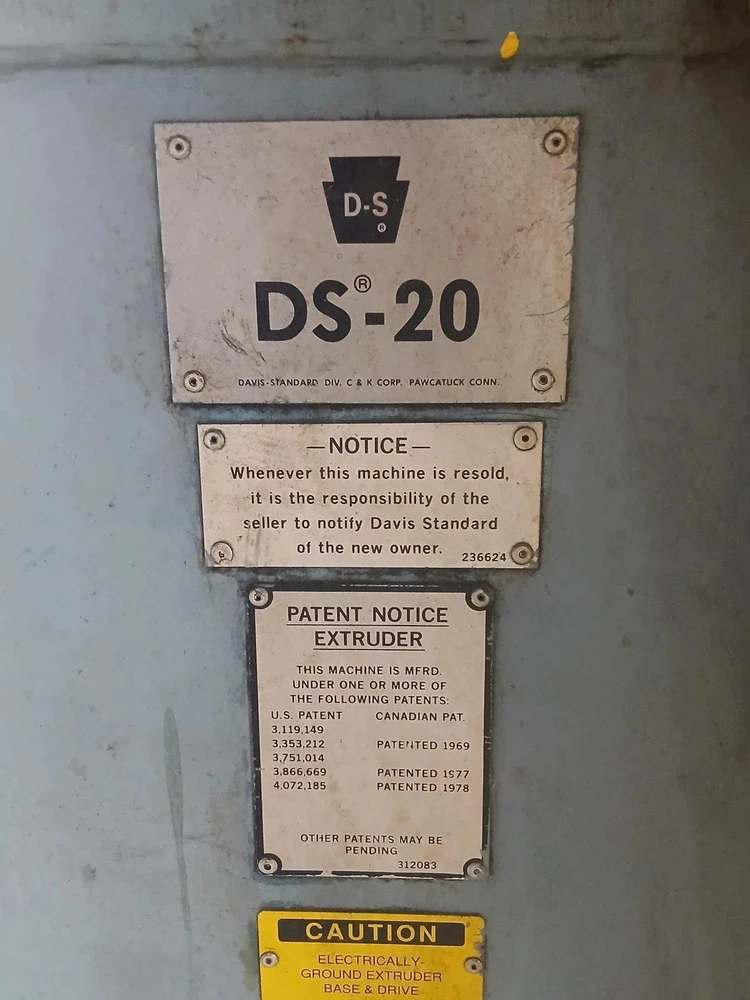 D-S
®
DS®-20
DAVIS-STANDARD DIV. C & K CORP. PAWCATUCK CONN.
—NOTICE—
Whenever this machine is resold,
it is the responsibility of the
seller to notify Davis Standard
of the new owner. 236624
PATENT NOTICE
EXTRUDER
THIS MACHINE IS MFRD.
UNDER ONE OR MORE OF
THE FOLLOWING PATENTS:
U.S. PATENT CANADIAN PAT.
3,119,149
3,353,212 PATENTED 1969
3,751,014
3,866,669 PATENTED 1977
4,072,185 PATENTED 1978
OTHER PATENTS MAY BE
PENDING
312083
CAUTION
ELECTRICALLY-
GROUND EXTRUDER
BASE & DRIVE